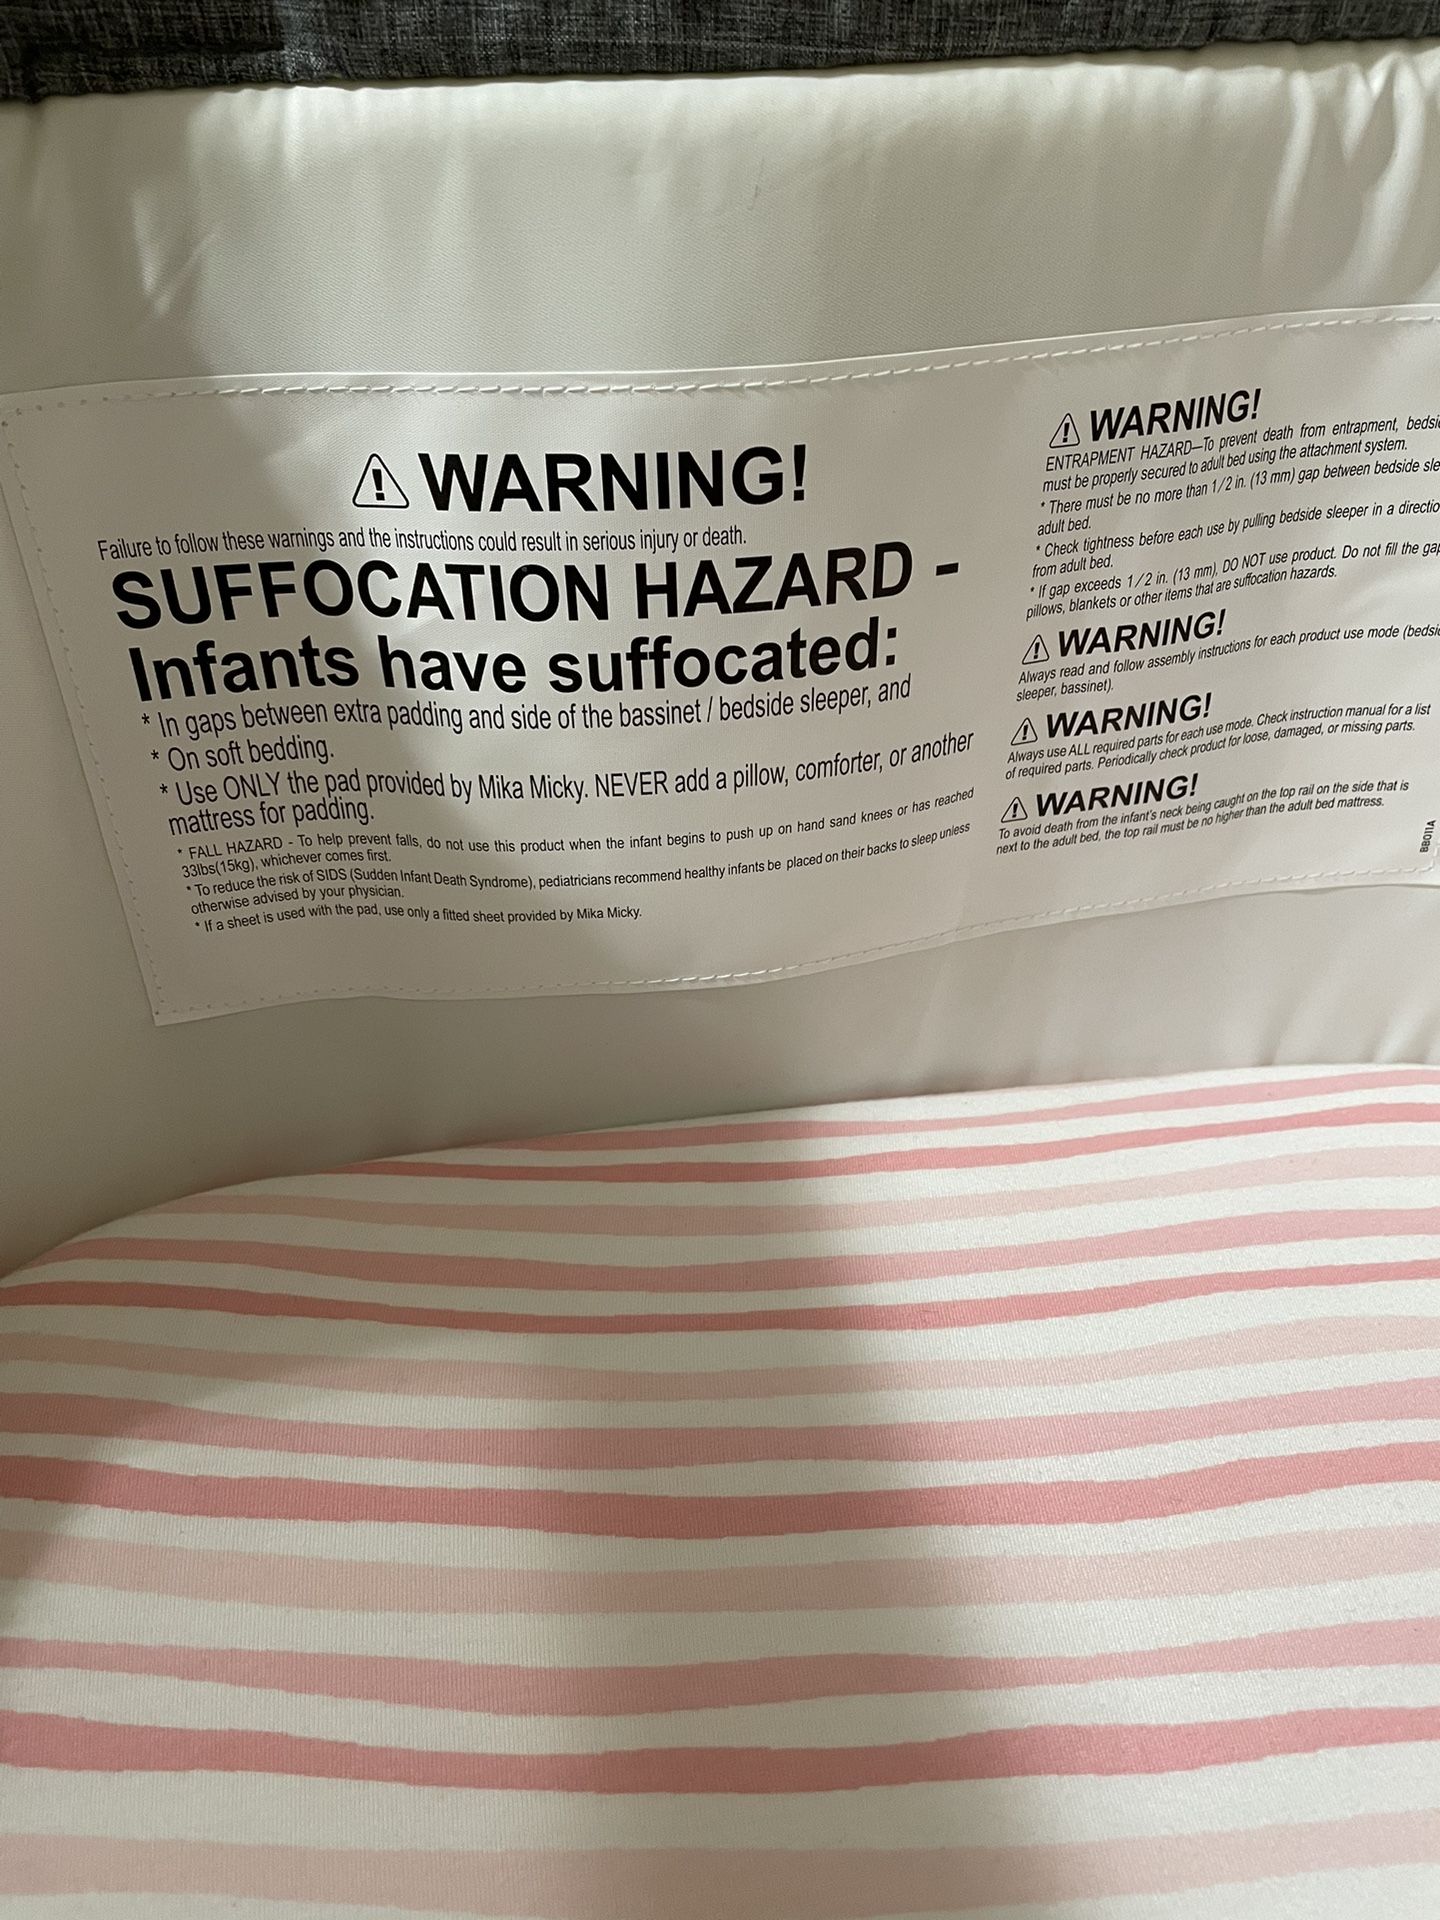 WARNING!
Failure to follow these warnings and the instructions could result in serious injury or death.
SUFFOCATION HAZARD -
Infants have suffocated:
* In gaps between extra padding and side of the bassinet / bedside sleeper, and
* On soft bedding.
* Use ONLY the pad provided by Mika Micky. NEVER add a pillow, comforter, or another
mattress for padding.
* FALL HAZARD - To help prevent falls, do not use this product when the infant begins to push up on hand sand knees or has reached
33lbs(15kg), whichever comes first.
* To reduce the risk of SIDS (Sudden Infant Death Syndrome), pediatricians recommend healthy infants be placed on their backs to sleep unless
otherwise advised by your physician.
* If a sheet is used with the pad, use only a fitted sheet provided by Mika Micky.
WARNING!
ENTRAPMENT HAZARD—To prevent death from entrapment,
must be properly secured to adult bed using the attachment system.
* There must be no more than 1/2 in. (13 mm) gap between bedside
adult bed.
* Check tightness before each use by pulling bedside sleeper in a
from adult bed.
* If gap exceeds 1/2 in. (13 mm), DO NOT use product. Do not fill the
pillows, blankets or other items that are suffocation hazards.
WARNING!
Always read and follow assembly instructions for each product use mode
sleeper, bassinet).
WARNING!
Always use ALL required parts for each use mode. Check instruction manual for a list
of required parts. Periodically check product for loose, damaged, or missing parts.
WARNING!
To avoid death from the infant's neck being caught on the top rail on the side that is
next to the adult bed, the top rail must be no higher than the adult bed mattress.
BB011A